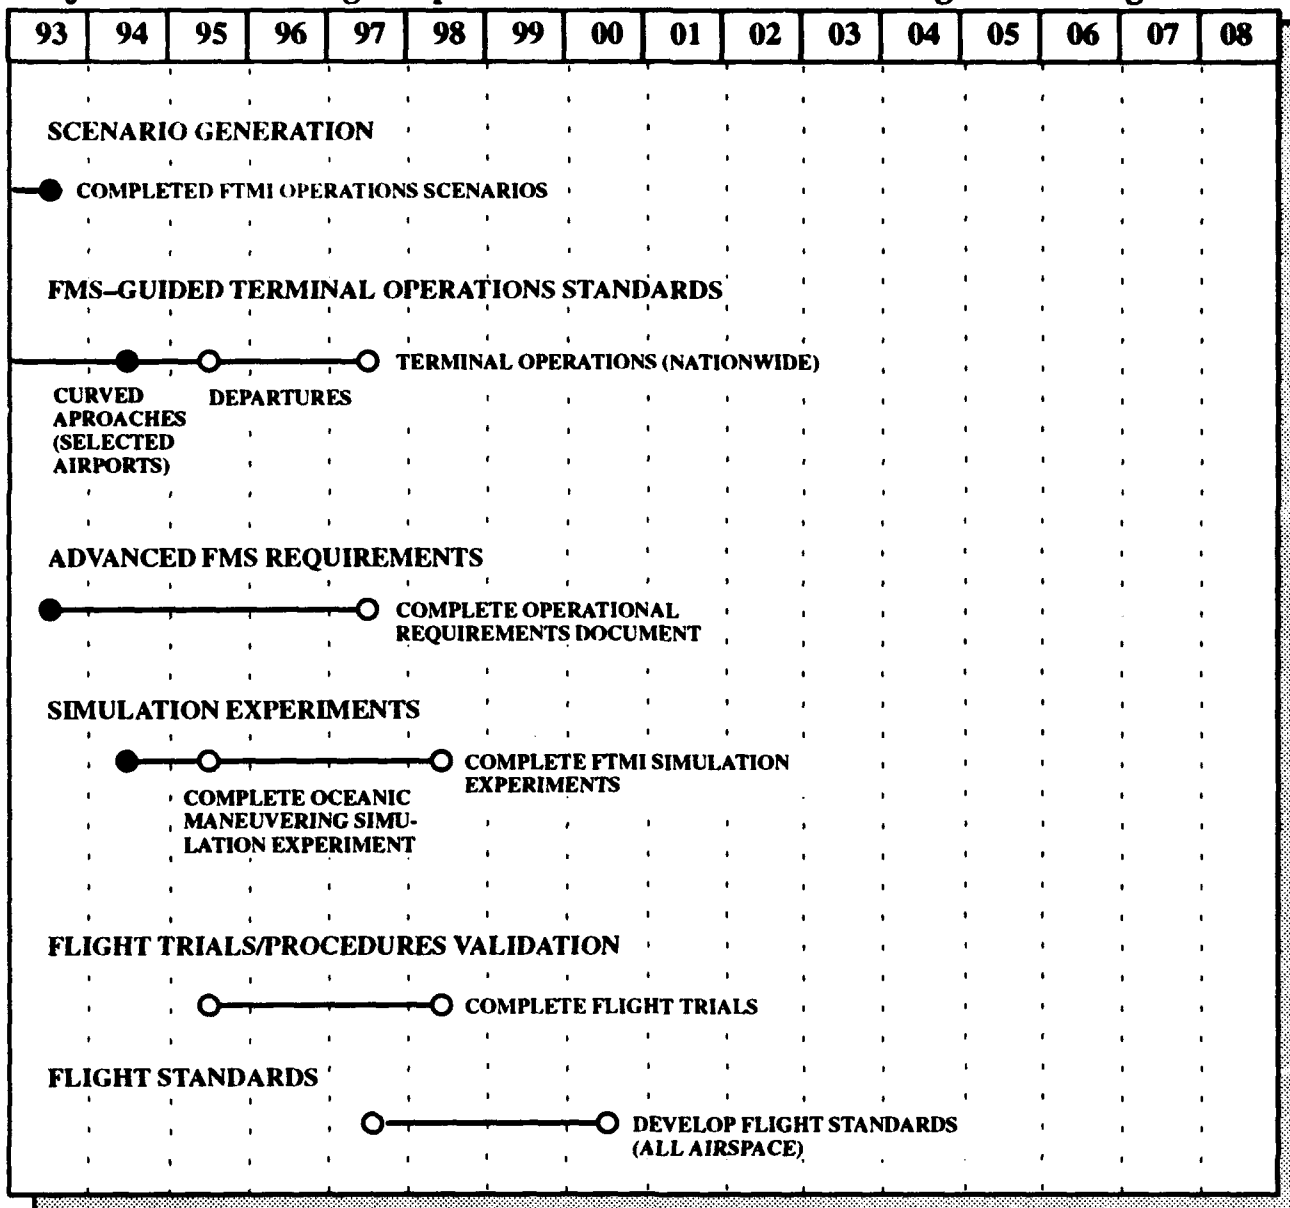 93 94 95 96 97 98 99 00 01 02 03 04 05 06 07 08
SCENARIO GENERATION
COMPLETED FTMI OPERATIONS SCENARIOS
FMS–GUIDED TERMINAL OPERATIONS STANDARDS
TERMINAL OPERATIONS (NATIONWIDE)
CURVED
APROACHES
(SELECTED
AIRPORTS)
DEPARTURES
ADVANCED FMS REQUIREMENTS
COMPLETE OPERATIONAL
REQUIREMENTS DOCUMENT
SIMULATION EXPERIMENTS
COMPLETE FTMI SIMULATION
EXPERIMENTS
COMPLETE OCEANIC
MANEUVERING SIMU-
LATION EXPERIMENT
FLIGHT TRIALS/PROCEDURES VALIDATION
COMPLETE FLIGHT TRIALS
FLIGHT STANDARDS
DEVELOP FLIGHT STANDARDS
(ALL AIRSPACE)